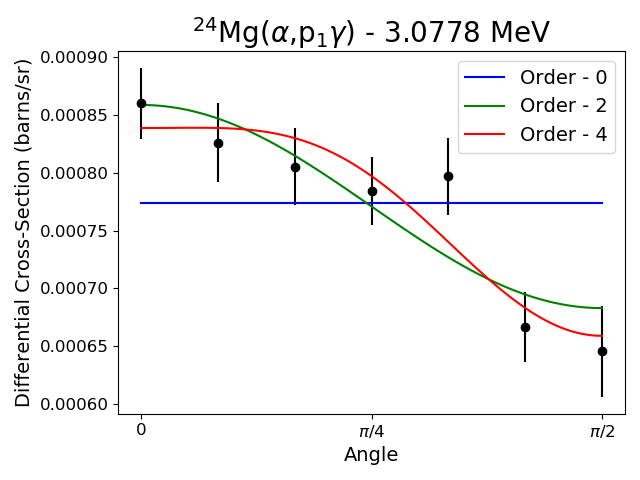 ²⁴Mg(α,p₁γ) - 3.0778 MeV
Differential Cross-Section (barns/sr)
0.00090
0.00085
0.00080
0.00075
0.00070
0.00065
0.00060
Order - 0
Order - 2
Order - 4
0
π/4
π/2
Angle